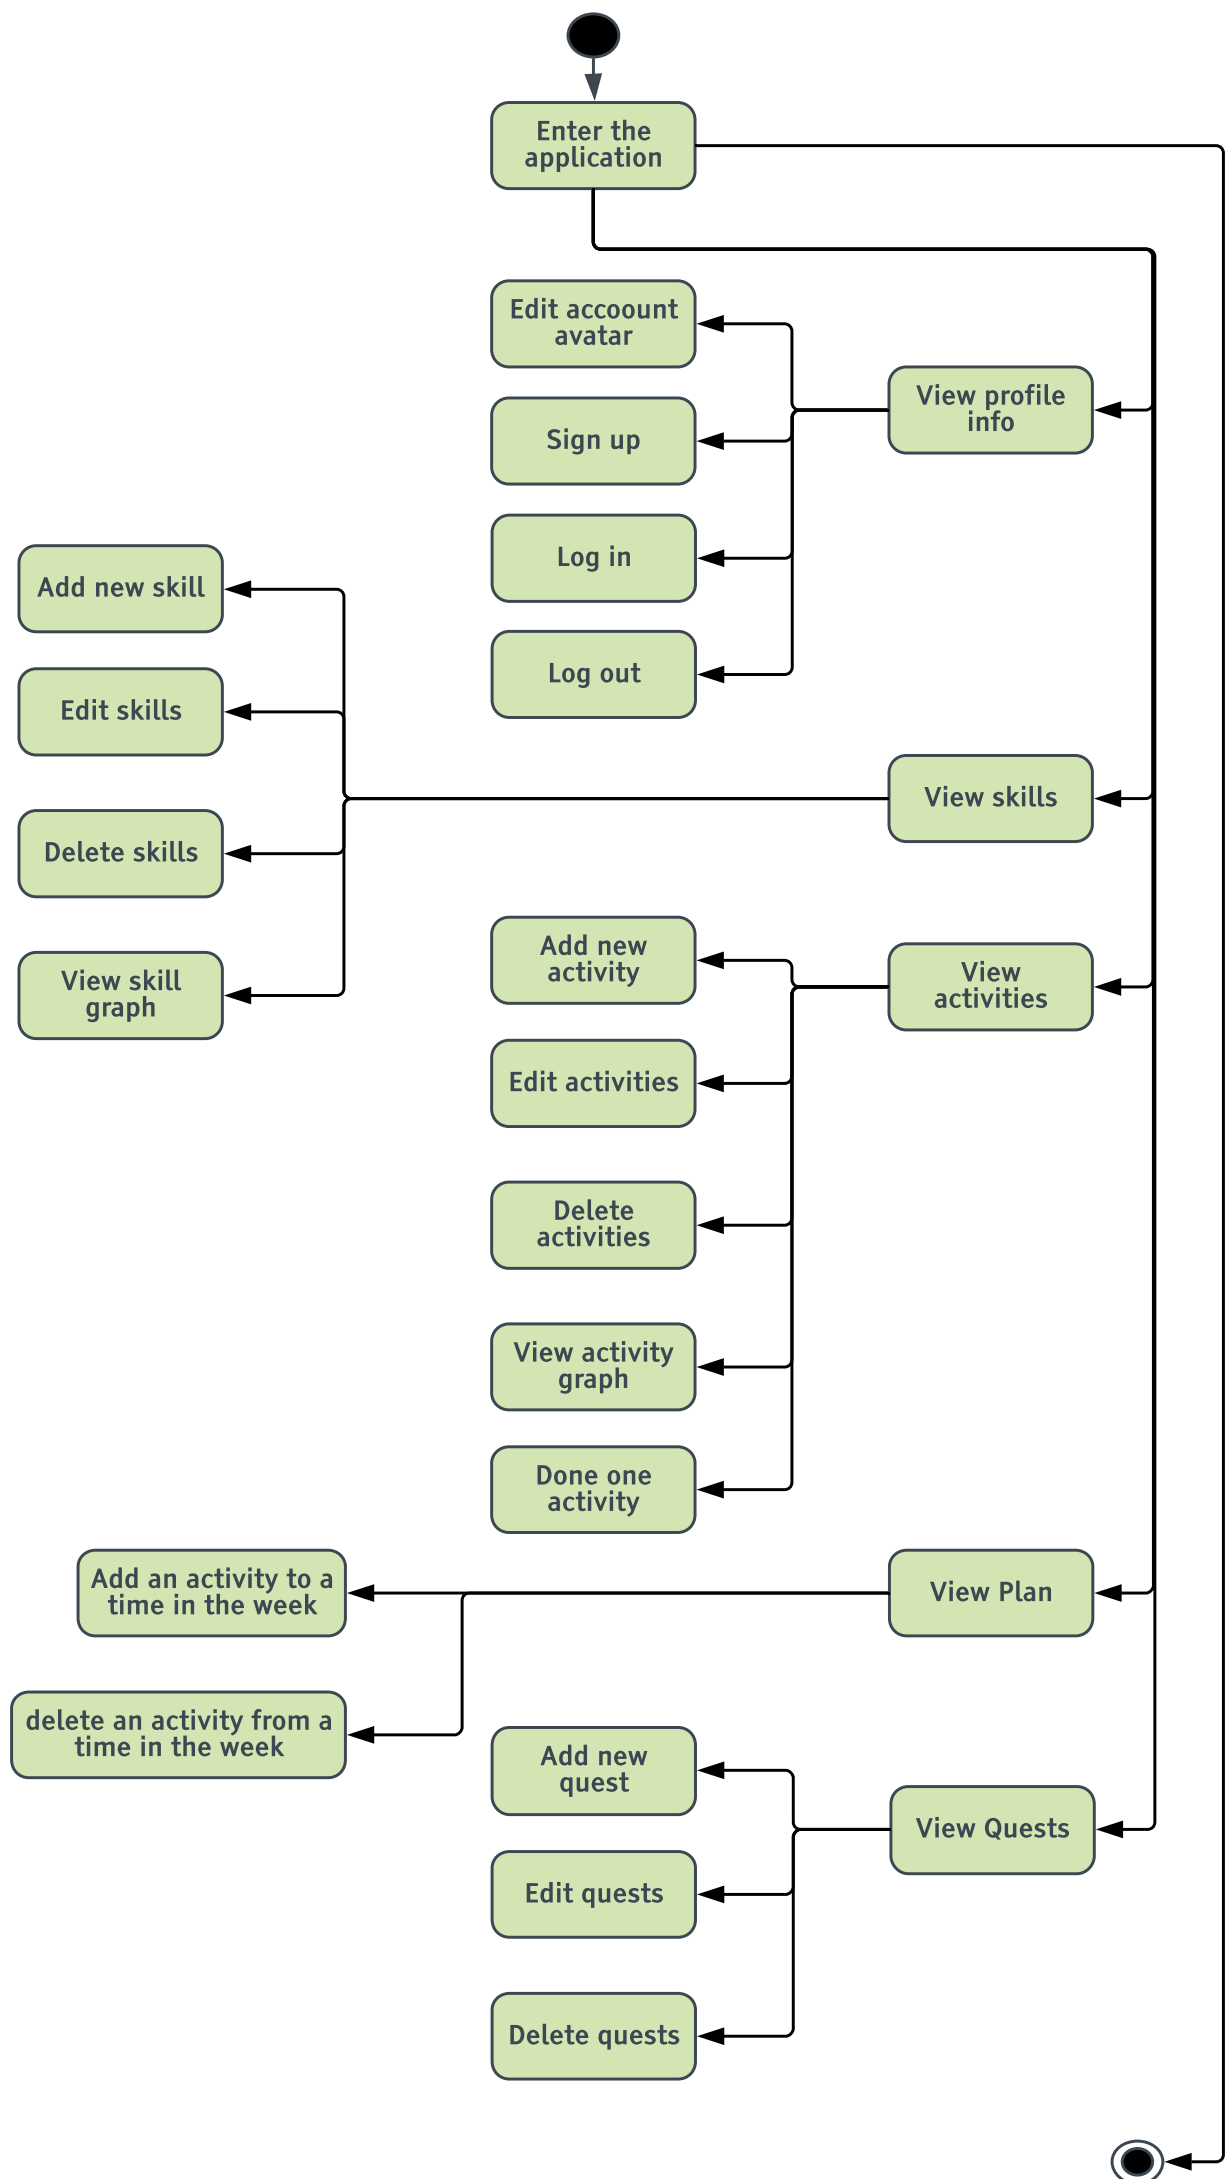 Enter the
application
Edit accoount
avatar
View profile
info
Sign up
Log in
Add new skill
Log out
Edit skills
View skills
Delete skills
Add new
activity
View skill
graph
View
activities
Edit activities
Delete
activities
View activity
graph
Done one
activity
Add an activity to a
time in the week
View Plan
delete an activity from a
time in the week
Add new
quest
View Quests
Edit quests
Delete quests